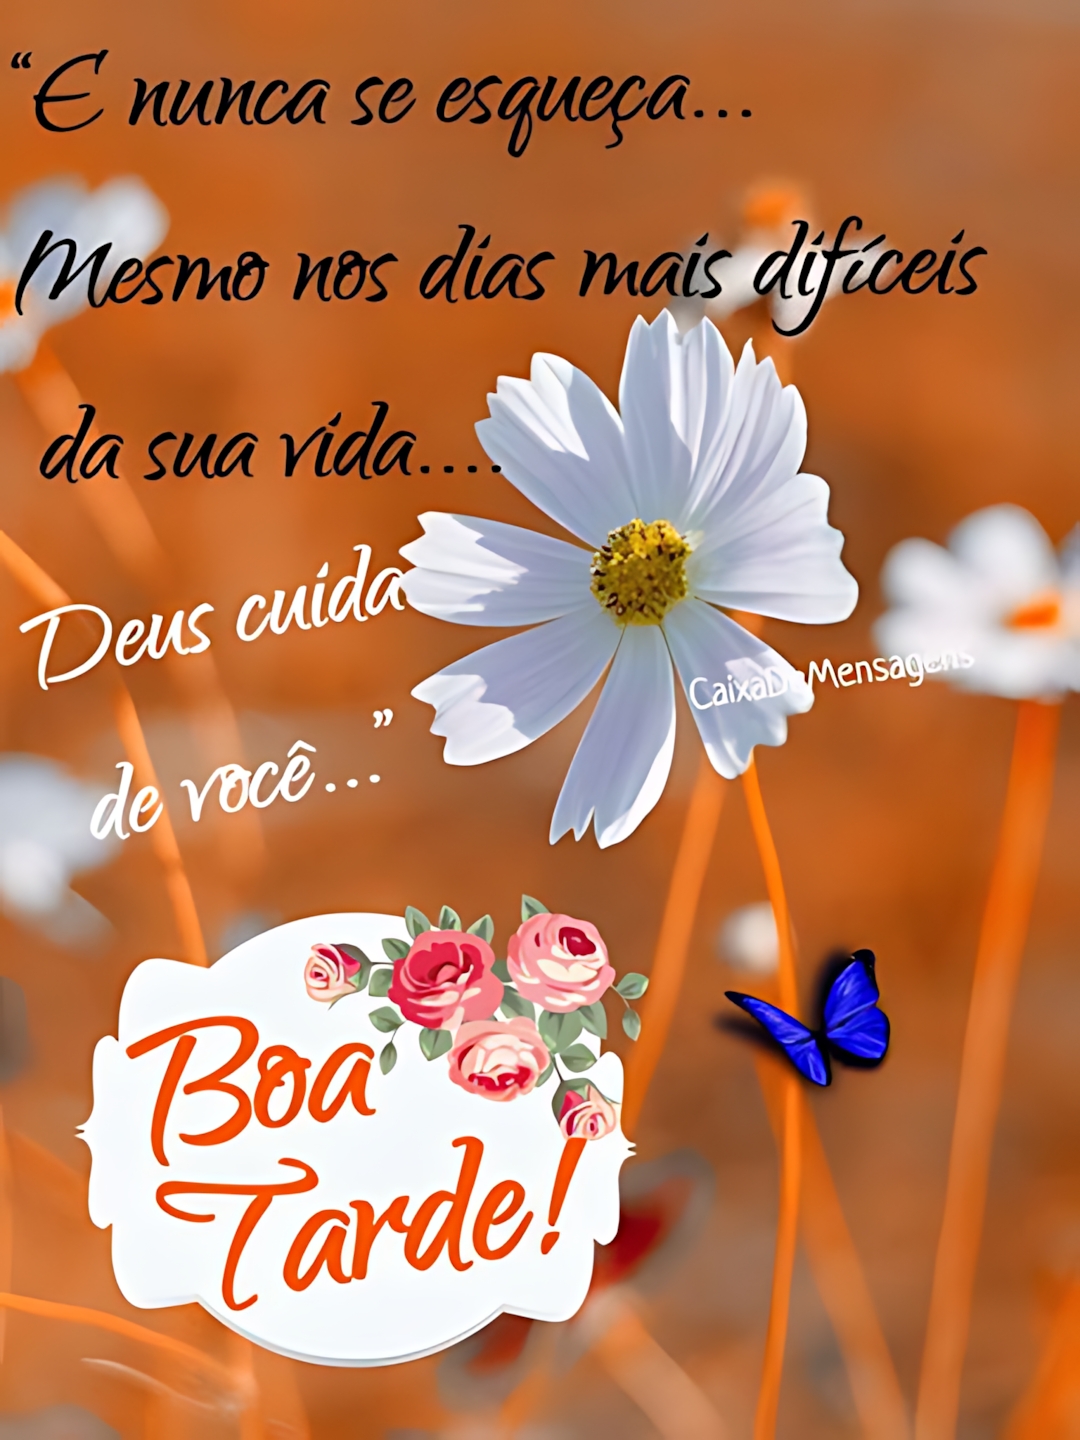 “E nunca se esqueça...
Mesmo nos dias mais difíceis
da sua vida....
Deus cuida
de você...”
CaixaDeMensagens
Boa
Tarde!